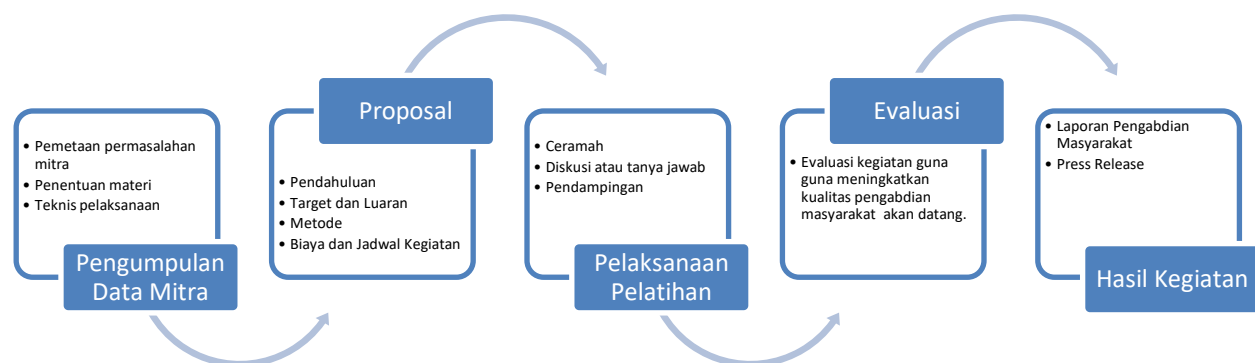 • Pemetaan permasalahan
mitra
• Penentuan materi
• Teknis pelaksanaan
Pengumpulan
Data Mitra
Proposal
• Pendahuluan
• Target dan Luaran
• Metode
• Biaya dan Jadwal Kegiatan
• Ceramah
• Diskusi atau tanya jawab
• Pendampingan
Pelaksanaan
Pelatihan
Evaluasi
• Evaluasi kegiatan guna
guna meningkatkan
kualitas pengabdian
masyarakat akan datang.
• Laporan Pengabdian
Masyarakat
• Press Release
Hasil Kegiatan